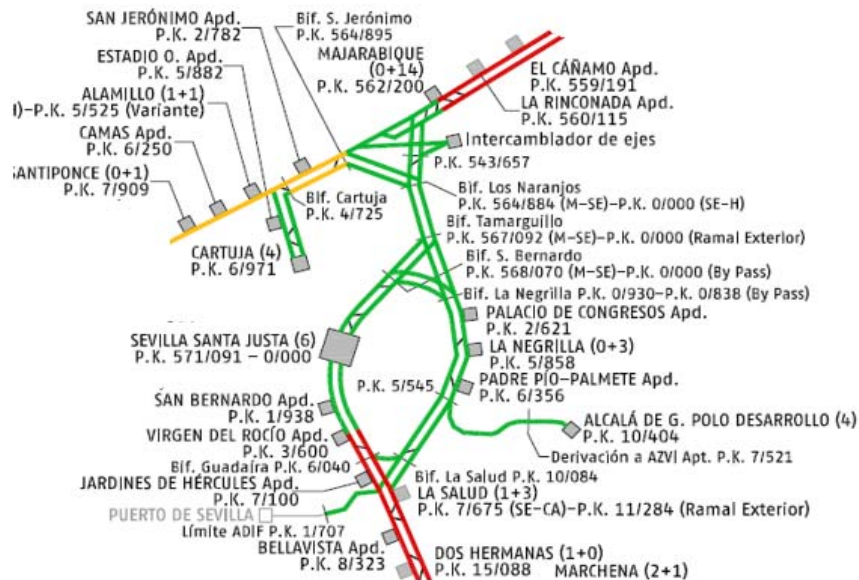 SAN JERÓNIMO Apd.
P.K. 2/782
Bif. S. Jerónimo
P.K. 564/895
ESTADIO O. Apd.
P.K. 5/882
MAJARABIQUE
(0+14)
P.K. 562/200
EL CÁÑAMO Apd.
P.K. 559/191
LA RINCONADA Apd.
P.K. 560/115
ALAMILLO (1+1)
)–P.K. 5/525 (Variante)
CAMAS Apd.
P.K. 6/250
Intercambiador de ejes
P.K. 543/657
SANTIPONCE (0+1)
P.K. 7/909
Bif. Cartuja
P.K. 4/725
Bif. Los Naranjos
P.K. 564/884 (M-SE)–P.K. 0/000 (SE-H)
Bif. Tamarguillo
P.K. 567/092 (M-SE)–P.K. 0/000 (Ramal Exterior)
CARTUJA (4)
P.K. 6/971
Bif. S. Bernardo
P.K. 568/070 (M-SE)–P.K. 0/000 (By Pass)
Bif. La Negrilla P.K. 0/930–P.K. 0/838 (By Pass)
PALACIO DE CONGRESOS Apd.
P.K. 2/621
SEVILLA SANTA JUSTA (6)
P.K. 571/091 – 0/000
LA NEGRILLA (0+3)
P.K. 5/858
P.K. 5/545
PADRE PÍO-PALMETE Apd.
P.K. 6/356
SAN BERNARDO Apd.
P.K. 1/938
ALCALÁ DE G. POLO DESARROLLO (4)
P.K. 10/404
VIRGEN DEL ROCÍO Apd.
P.K. 3/600
Derivación a AZVI Apt. P.K. 7/521
Bif. Guadaíra P.K. 6/040
Bif. La Salud P.K. 10/084
JARDINES DE HÉRCULES Apd.
P.K. 7/100
LA SALUD (1+3)
P.K. 7/675 (SE-CA)–P.K. 11/284 (Ramal Exterior)
PUERTO DE SEVILLA
Límite ADIF P.K. 1/707
BELLAVISTA Apd.
P.K. 8/323
DOS HERMANAS (1+0)
P.K. 15/088
MARCHENA (2+1)